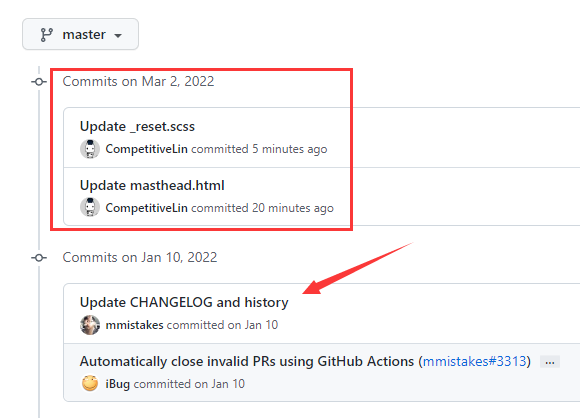 master
Commits on Mar 2, 2022
Update _reset.scss
CompetitiveLin committed 5 minutes ago
Update masthead.html
CompetitiveLin committed 20 minutes ago
Commits on Jan 10, 2022
Update CHANGELOG and history
mmistakes committed on Jan 10
Automatically close invalid PRs using GitHub Actions (mmistakes#3313) ...
iBug committed on Jan 10